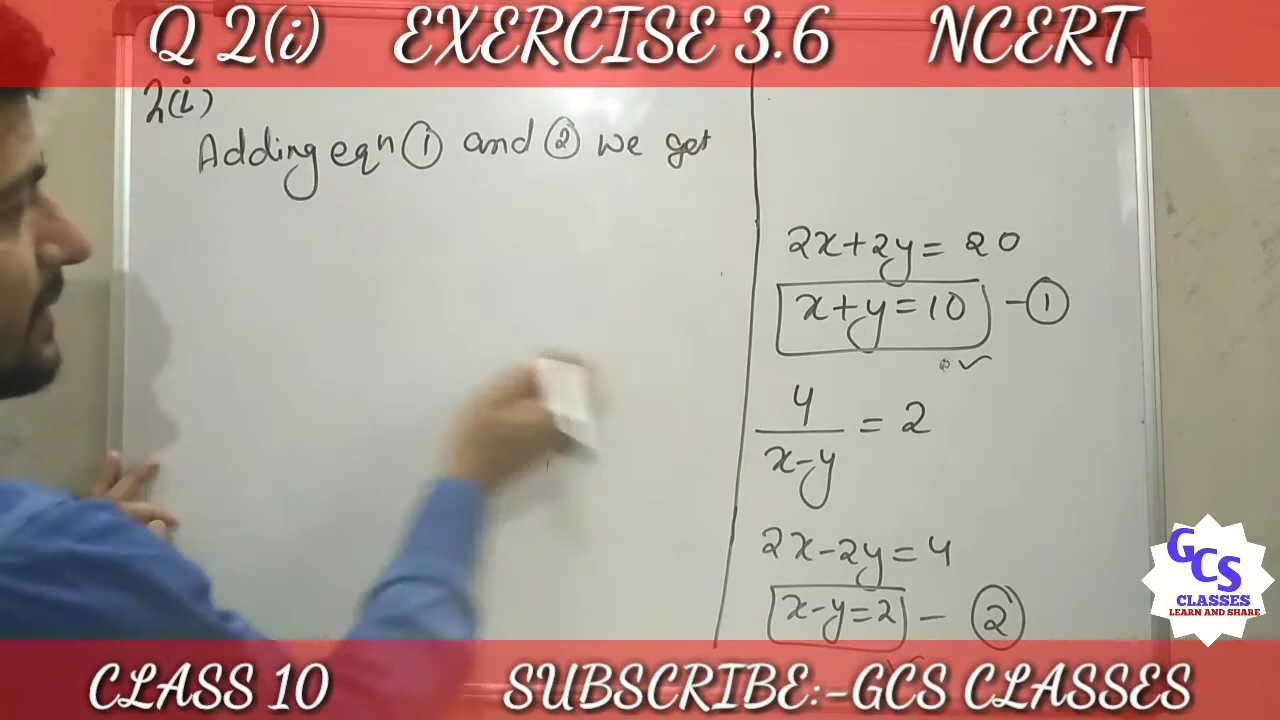 Q 2(i) EXERCISE 3.6 NCERT
2(i)
Adding eqn ① and ② we get
2x+2y= 20
x+y=10 -①
4/(x-y) = 2
2x-2y=4
x-y=2 - ②
GCS
CLASSES
LEARN AND SHARE
CLASS 10 SUBSCRIBE:-GCS CLASSES